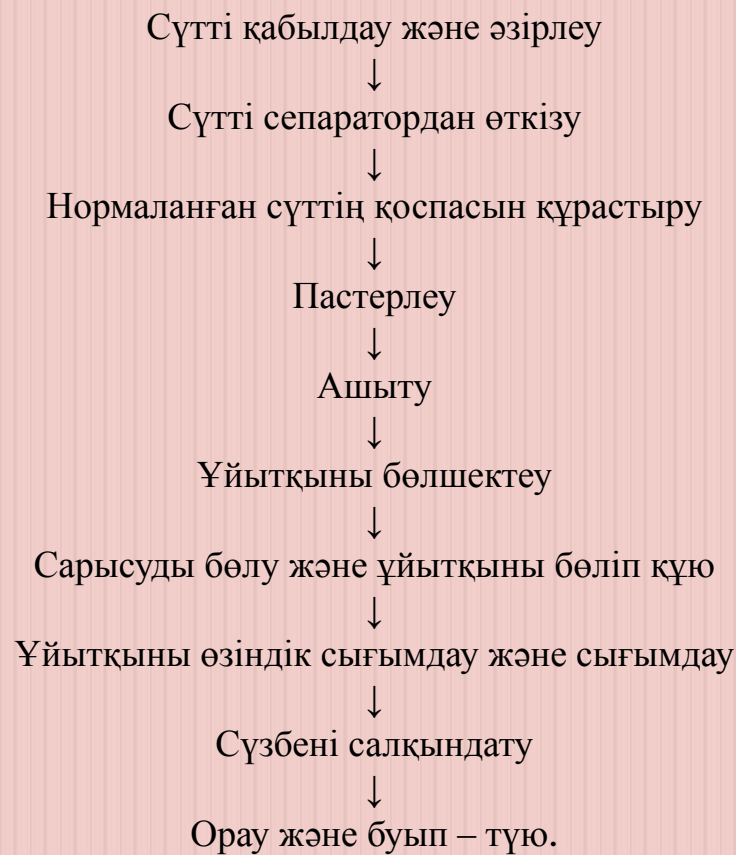 Сүтті қабылдау және әзірлеу
↓
Сүтті сепаратордан өткізу
↓
Нормаланған сүттің қоспасын құрастыру
↓
Пастерлеу
↓
Ашыту
↓
Ұйытқыны бөлшектеу
↓
Сарысуды бөлу және ұйытқыны бөліп құю
↓
Ұйытқыны өзіндік сығымдау және сығымдау
↓
Сүзбені салқындату
↓
Орау және буып – түю.